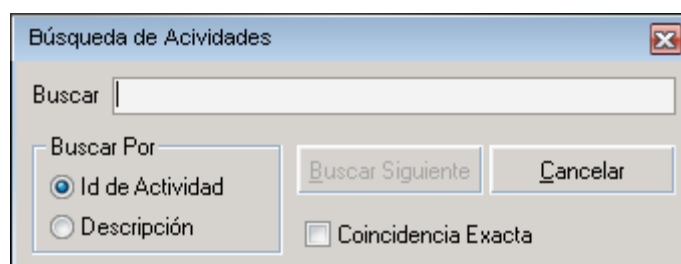 Búsqueda de Acividades
Buscar
Buscar Por
Id de Actividad
Descripción
Buscar Siguiente
Cancelar
Coincidencia Exacta